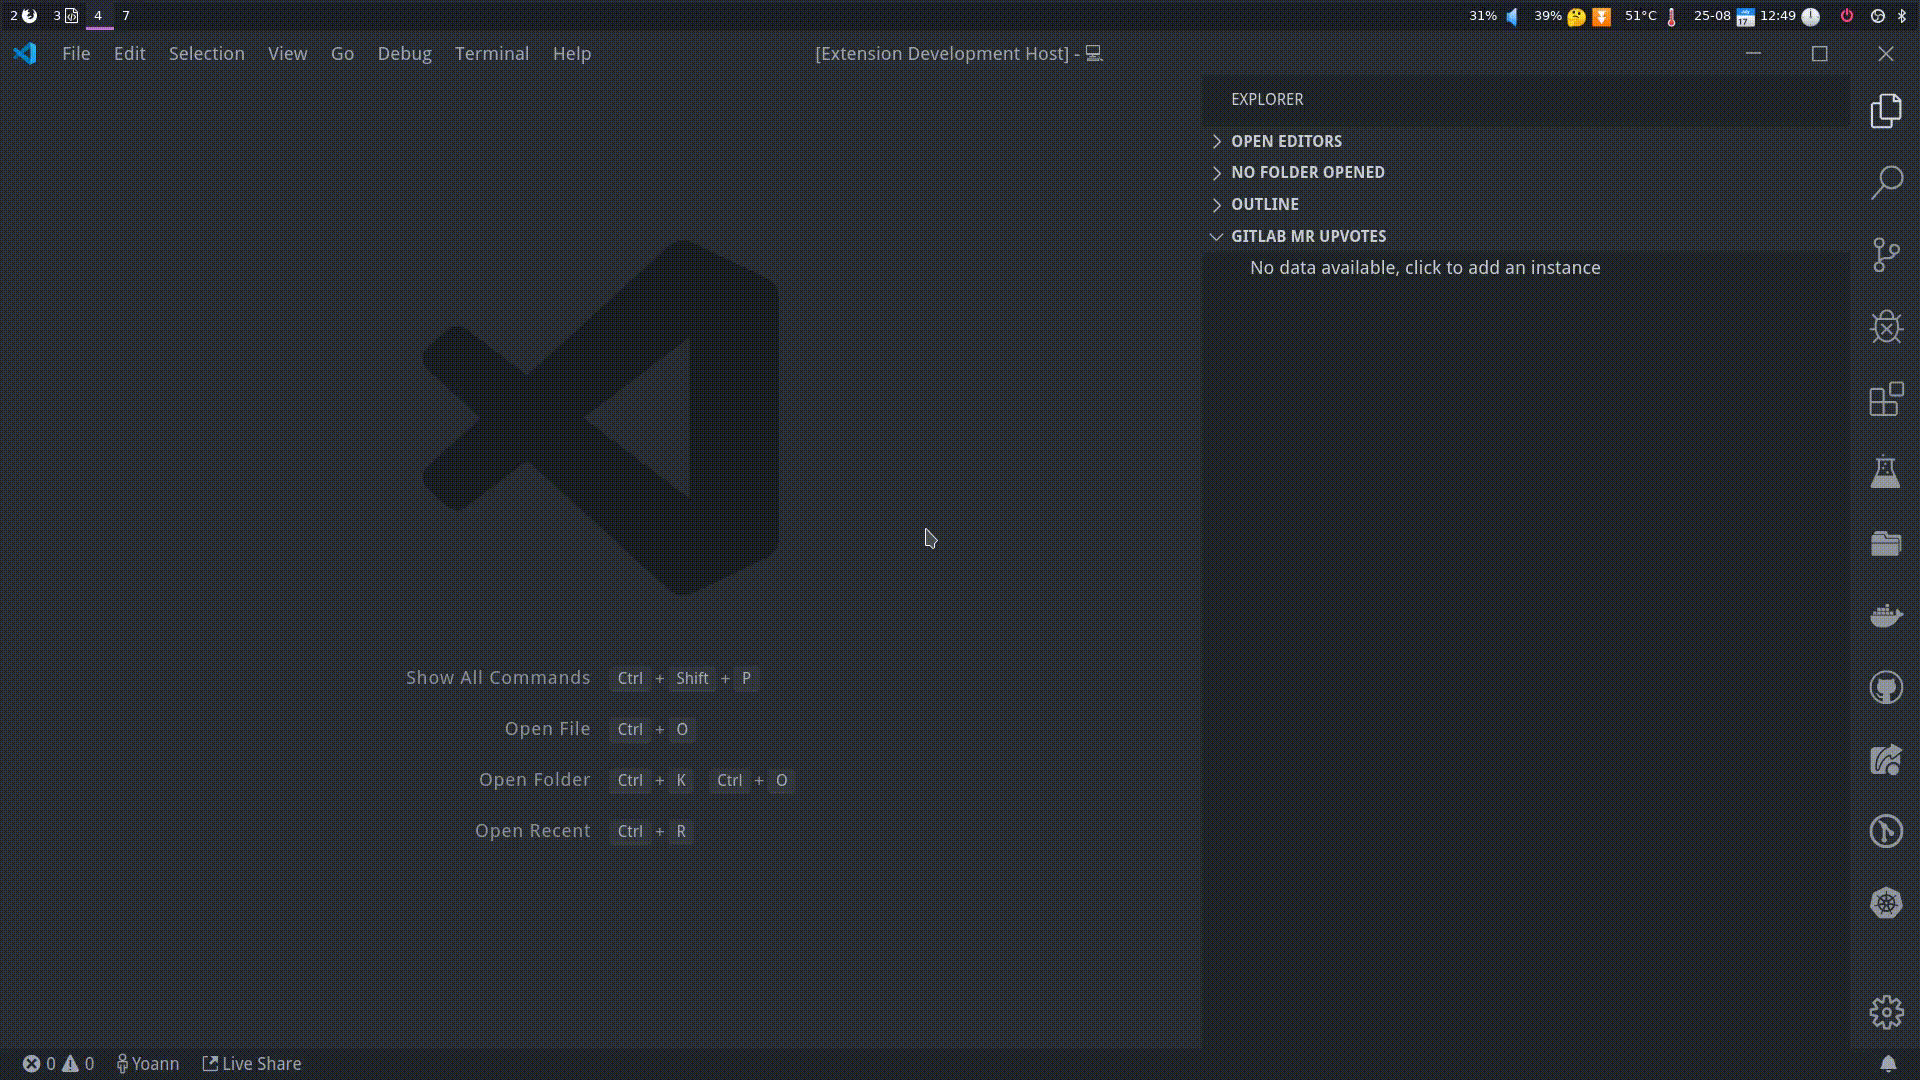 2 3 4 7 31% 39% 51°C 25-08 12:49
File Edit Selection View Go Debug Terminal Help [Extension Development Host] -
EXPLORER
OPEN EDITORS
NO FOLDER OPENED
OUTLINE
GITLAB MR UPVOTES
No data available, click to add an instance
Show All Commands Ctrl + Shift + P
Open File Ctrl + O
Open Folder Ctrl + K Ctrl + O
Open Recent Ctrl + R
0 0 Yoann Live Share